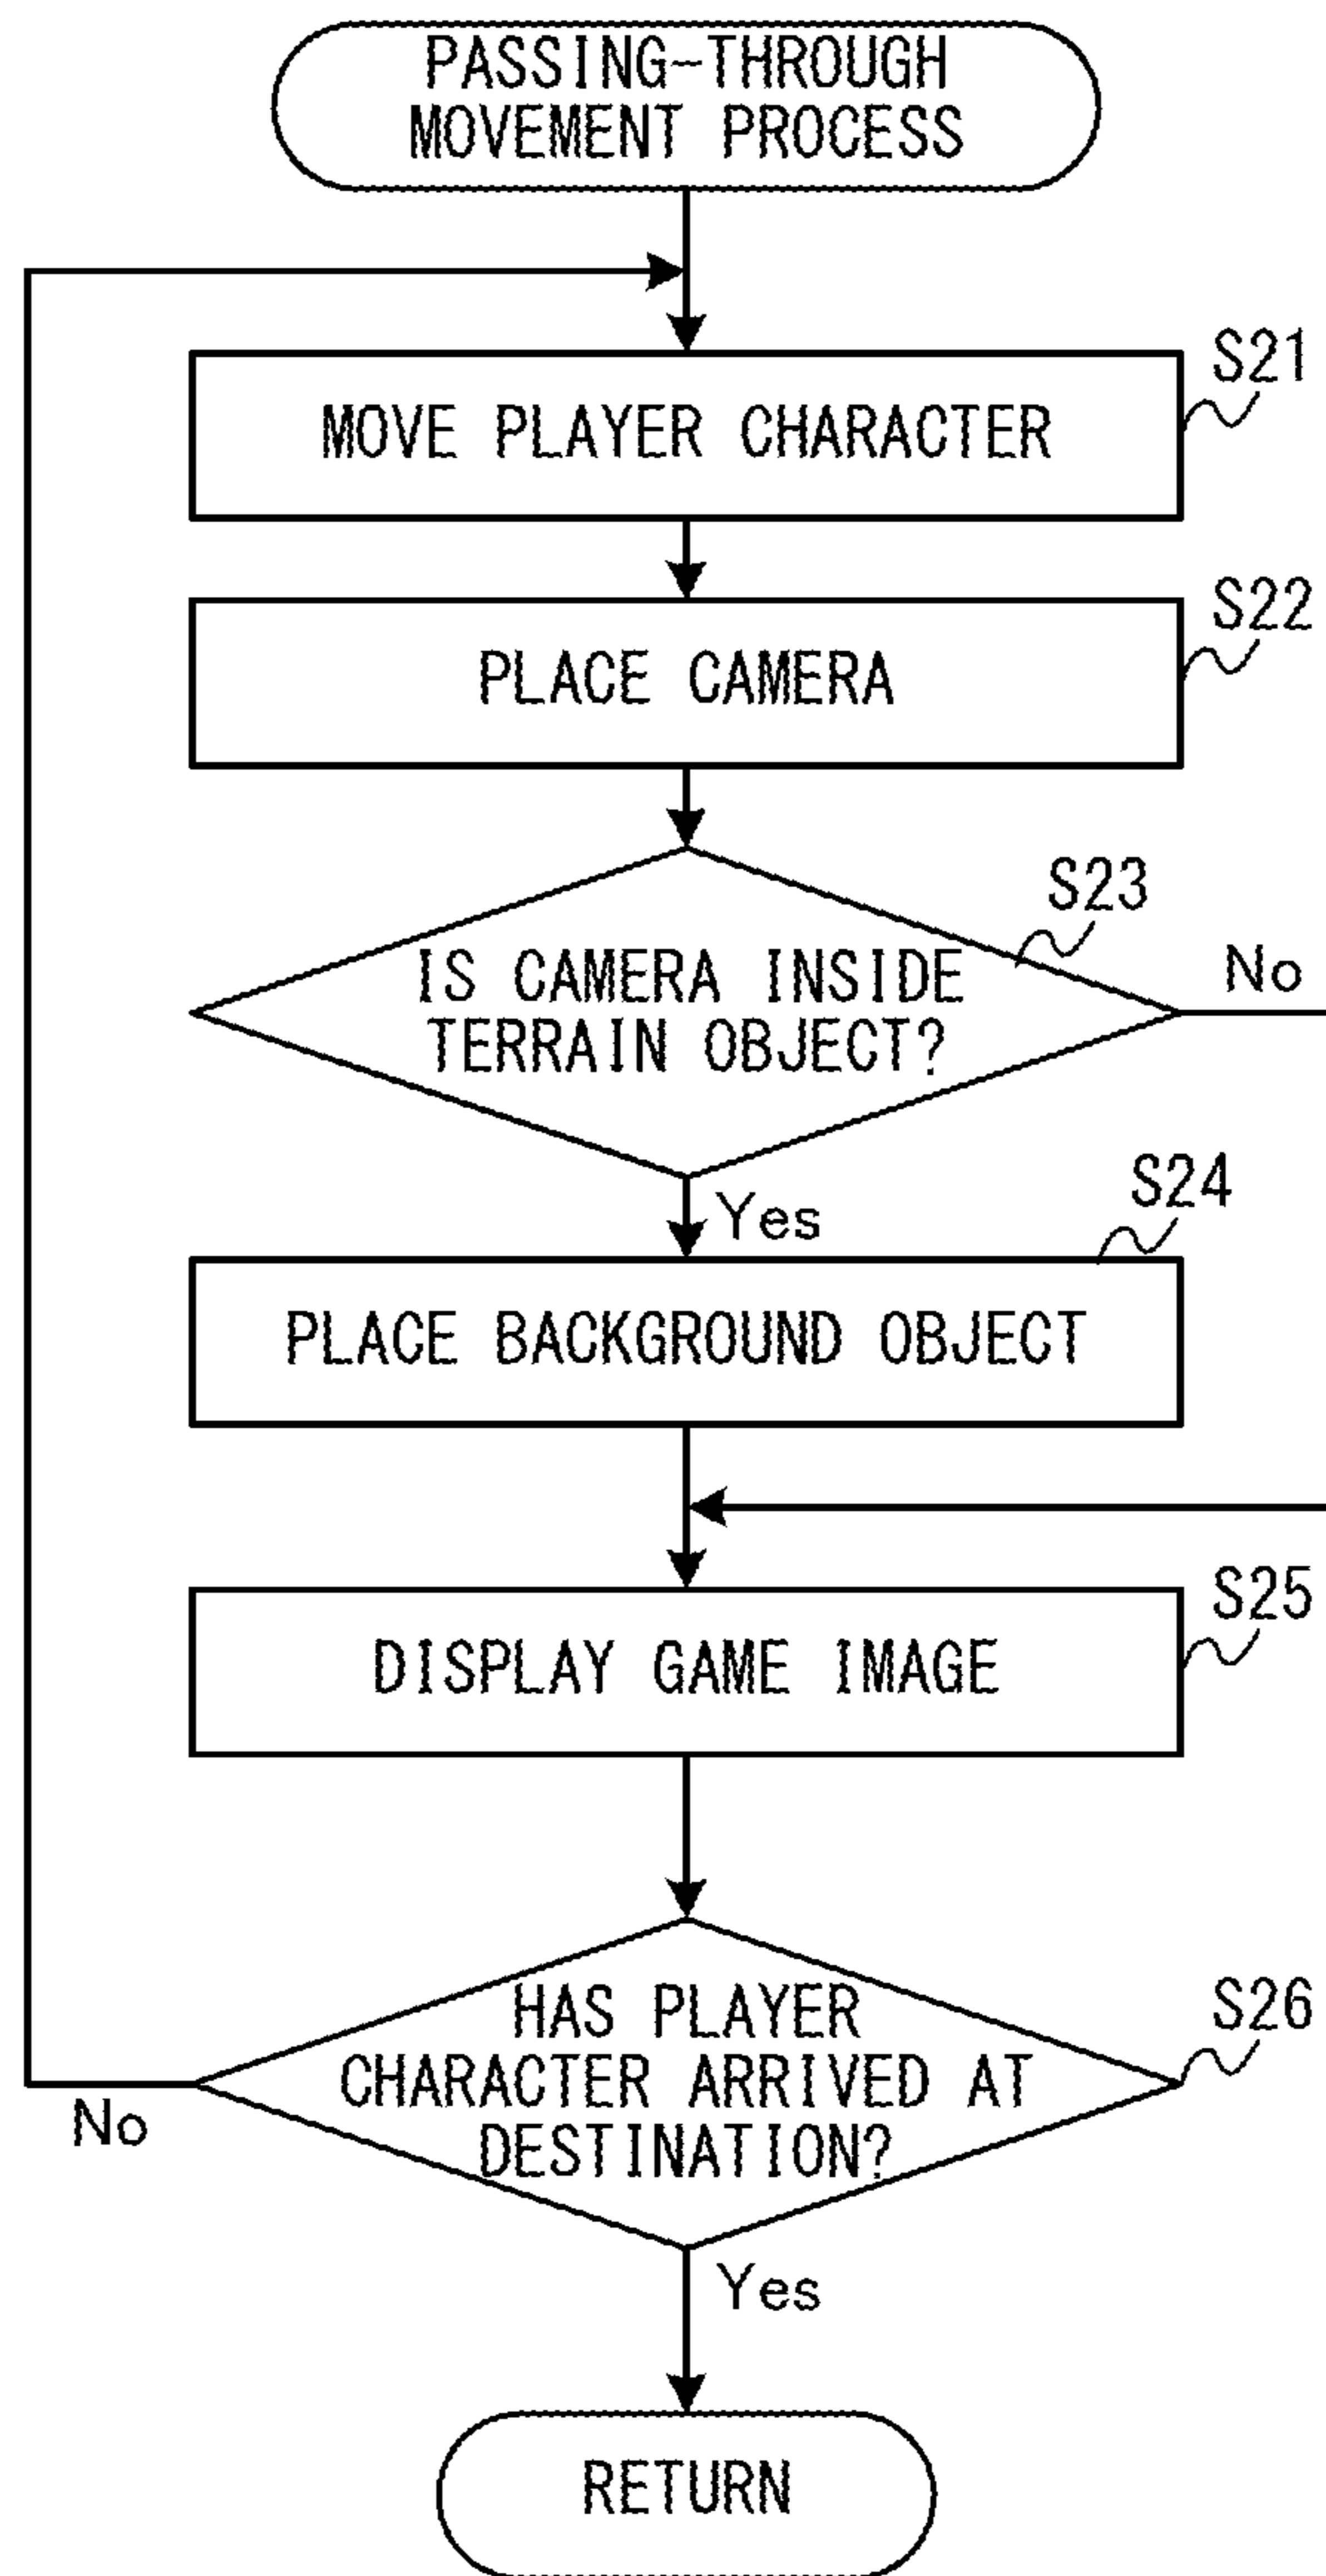 PASSING-THROUGH
MOVEMENT PROCESS
S21
MOVE PLAYER CHARACTER
S22
PLACE CAMERA
S23
IS CAMERA INSIDE
TERRAIN OBJECT?
No
Yes
S24
PLACE BACKGROUND OBJECT
S25
DISPLAY GAME IMAGE
S26
HAS PLAYER
CHARACTER ARRIVED AT
DESTINATION?
No
Yes
RETURN